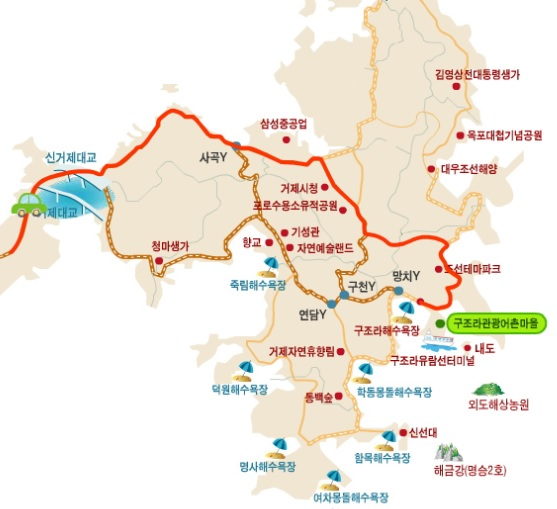 김영삼전대통령생가
삼성중공업
옥포대첩기념공원
신거제대교
사곡Y
대우조선해양
거제시청
포로수용소유적공원
제대교
기성관
향교
자연예술랜드
청마생가
조선테마파크
죽림해수욕장
구천Y
망치Y
연담Y
구조라관광어촌마을
구조라해수욕장
거제자연휴향림
내도
구조라유람선터미널
덕원해수욕장
학동몽돌해수욕장
외도해상농원
동백숲
신선대
명사해수욕장
함목해수욕장
해금강(명승2호)
여차몽돌해수욕장